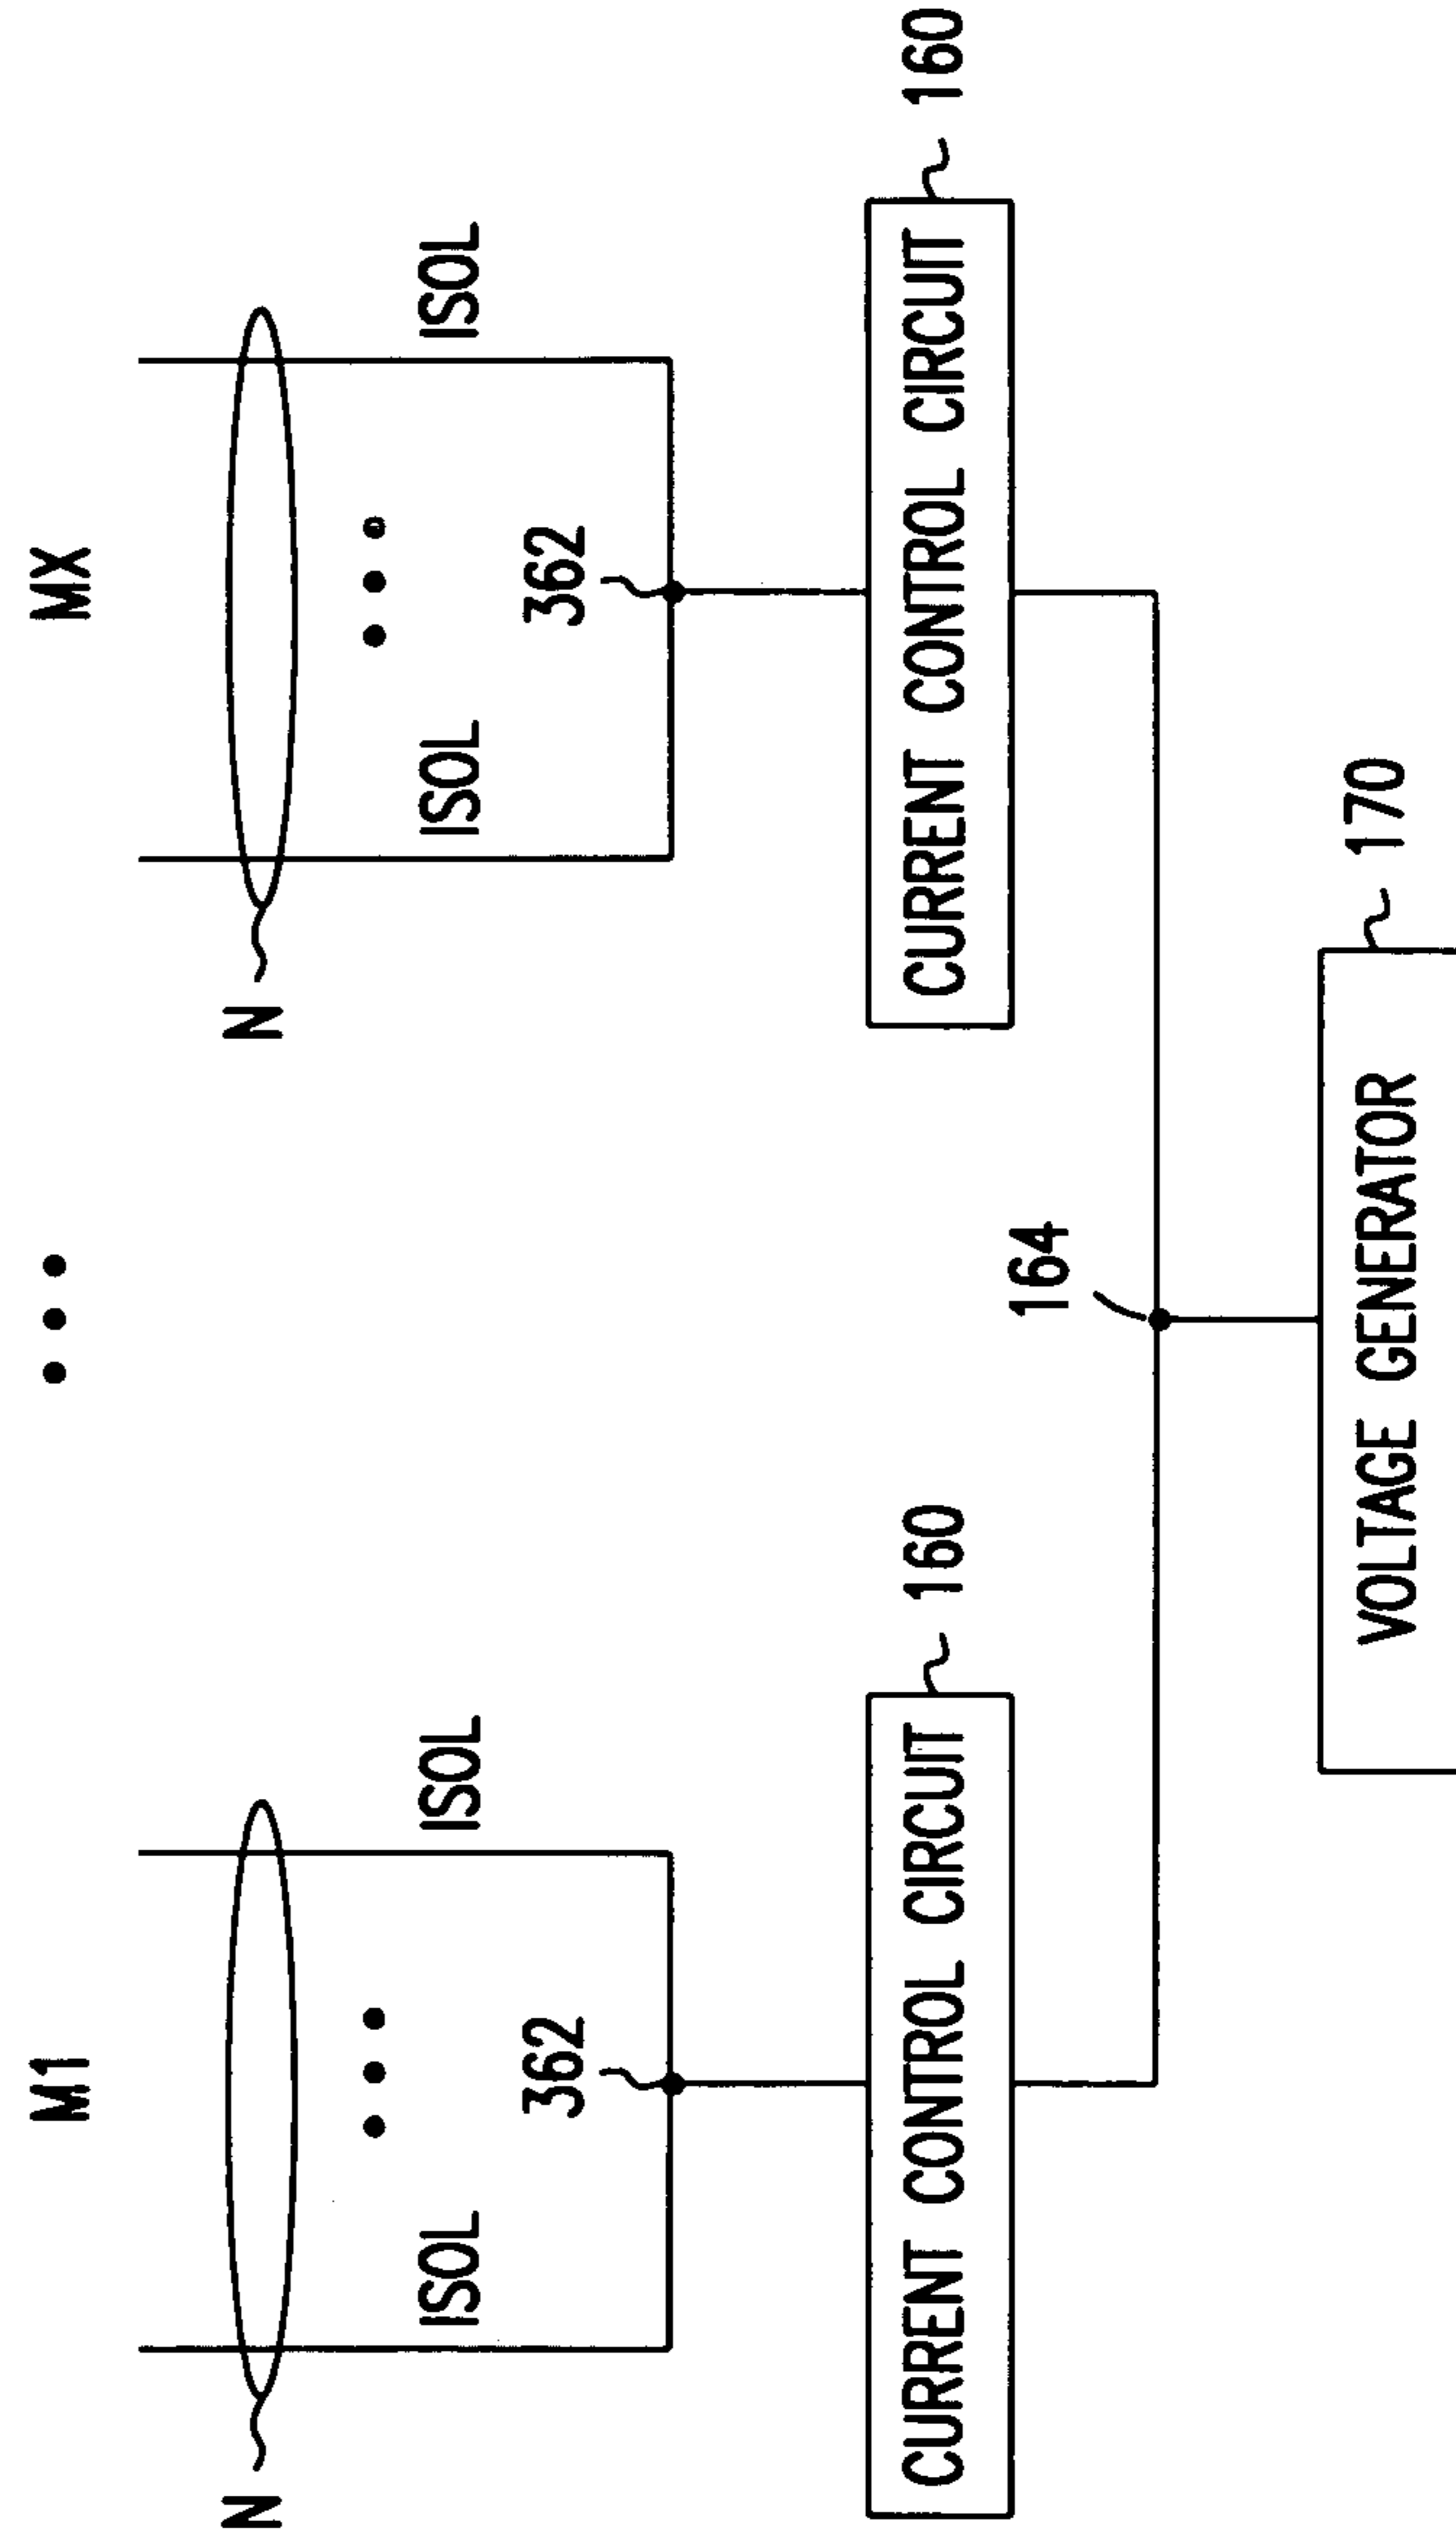 M1 ● ● ● MX
N N
● ● ● ● ● ●
ISOL ISOL ISOL ISOL
362 362
CURRENT CONTROL CIRCUIT 160 CURRENT CONTROL CIRCUIT 160
164
VOLTAGE GENERATOR 170